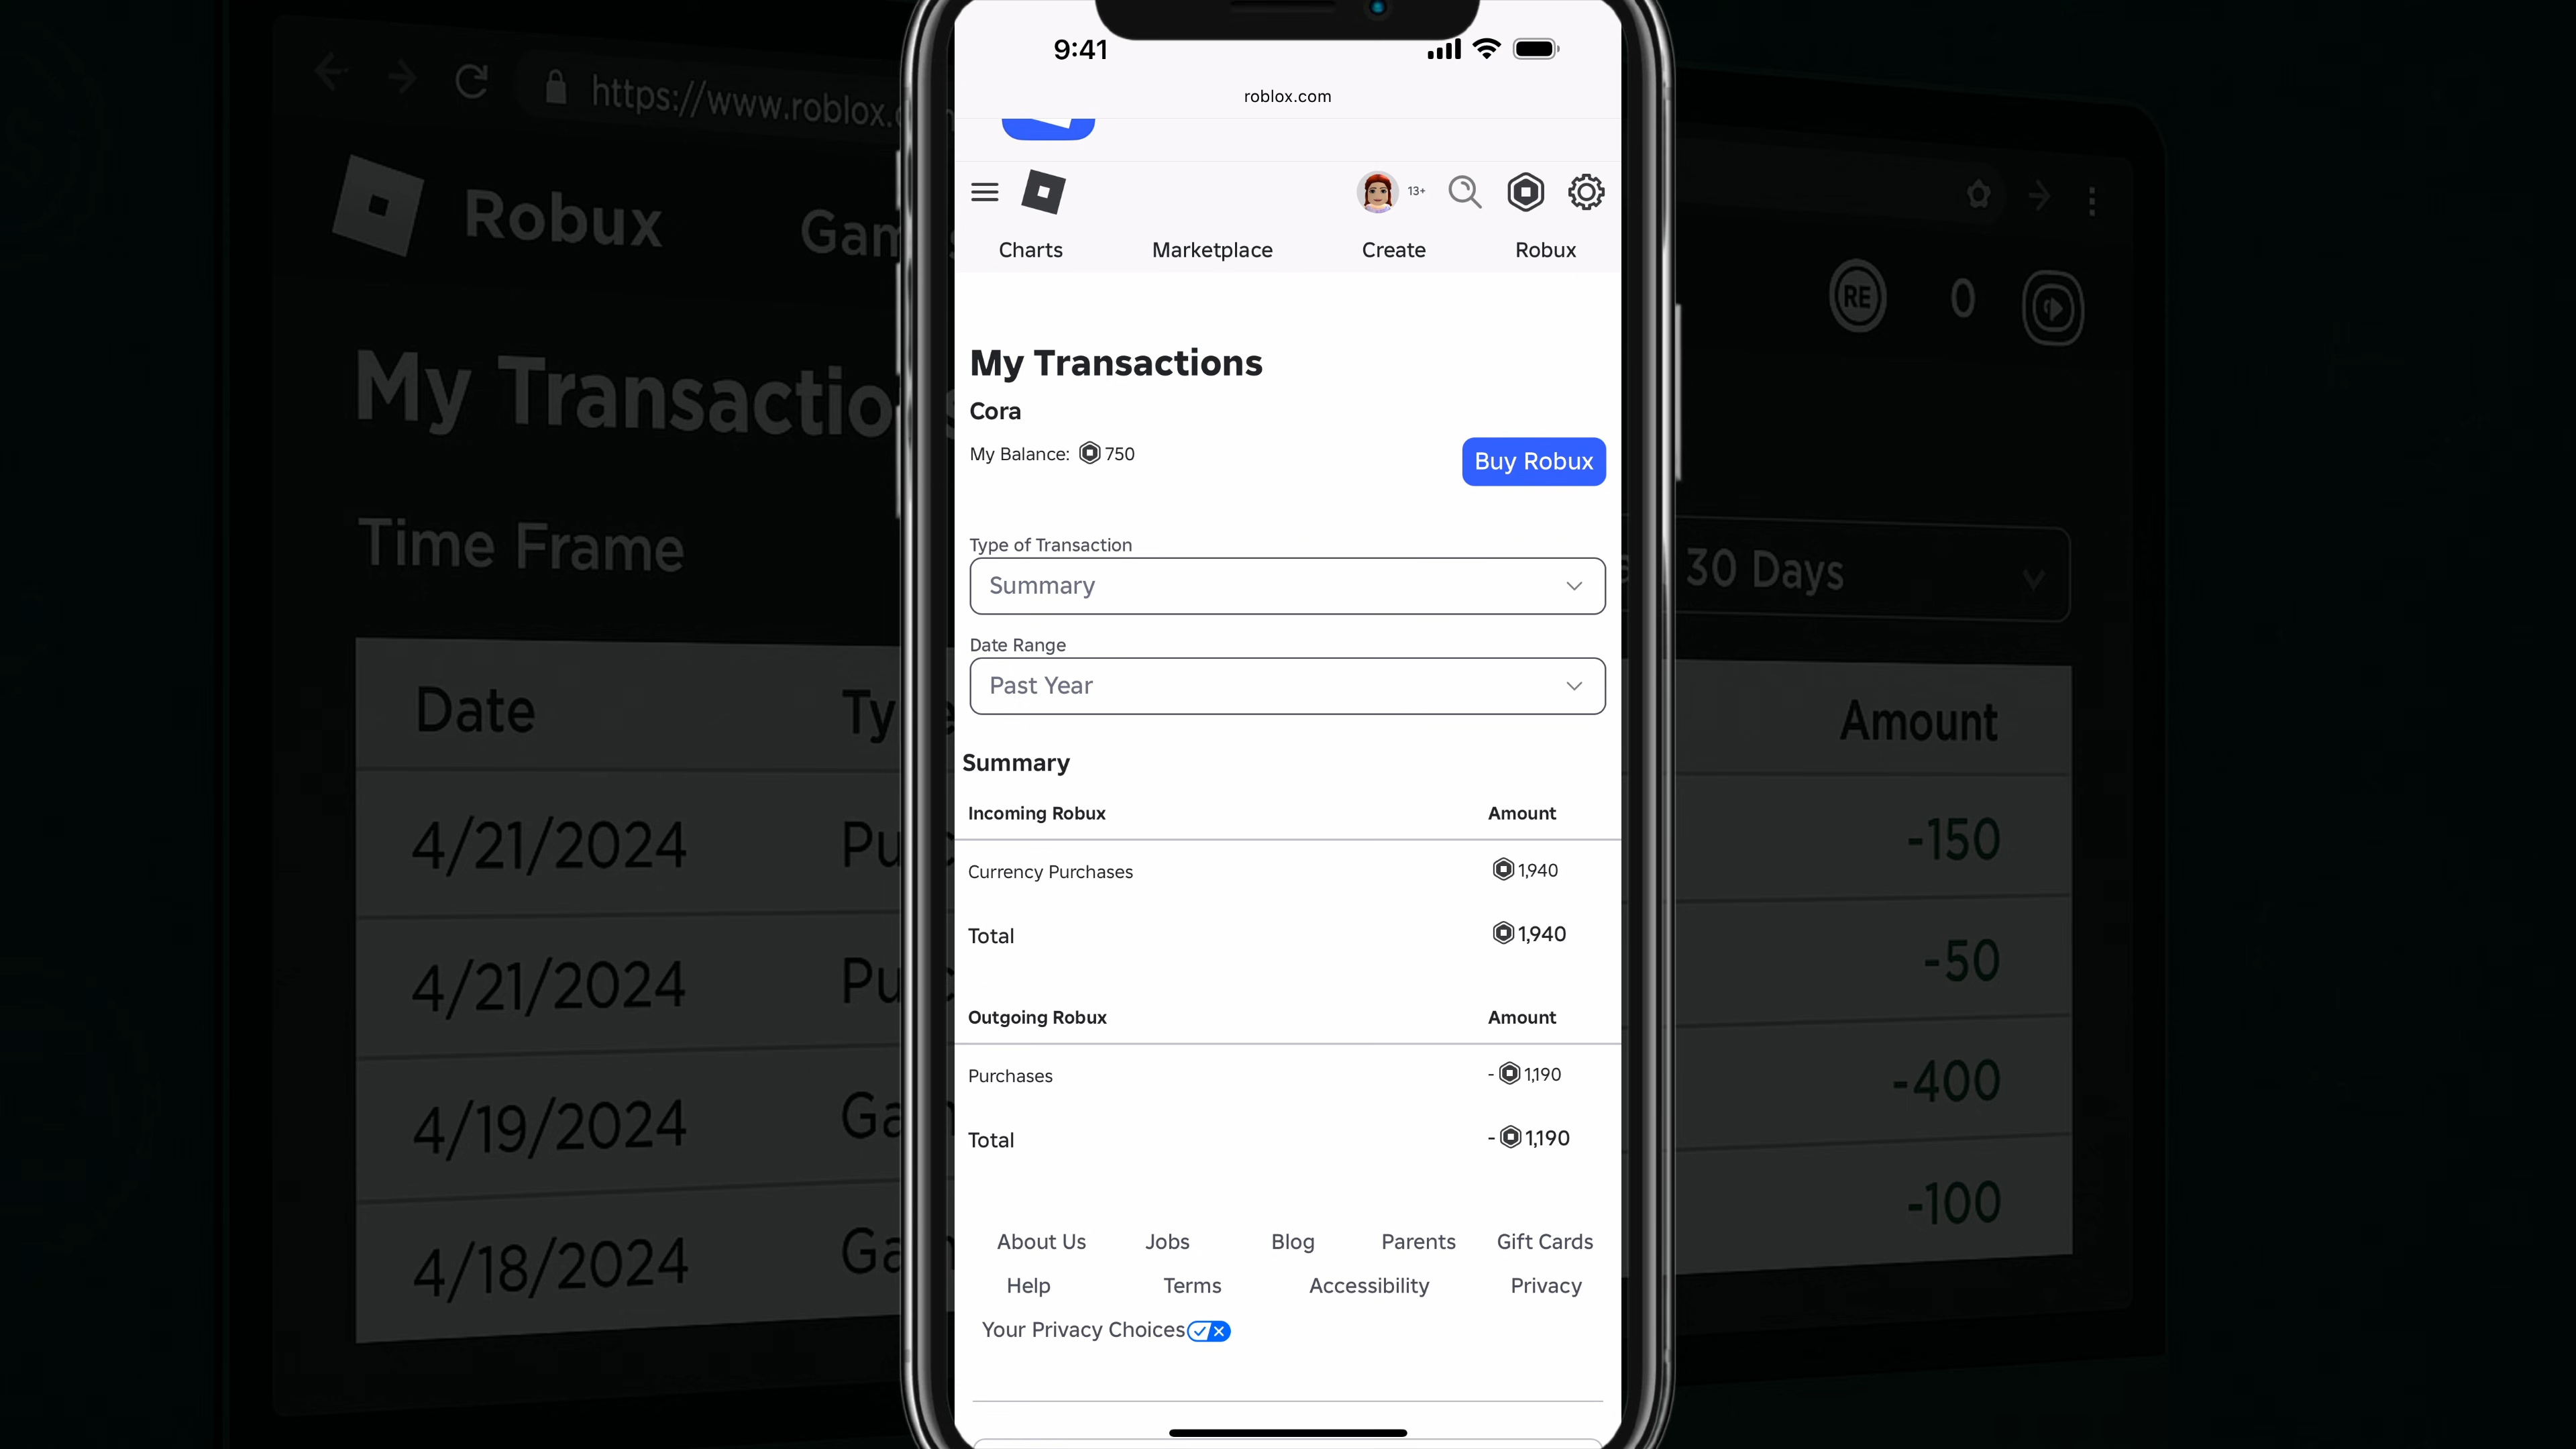 9:41
roblox.com
13+
Charts Marketplace Create Robux
My Transactions
Cora
My Balance: 750
Buy Robux
Type of Transaction
Summary
Date Range
Past Year
Summary
Incoming Robux Amount
Currency Purchases 1,940
Total 1,940
Outgoing Robux Amount
Purchases - 1,190
Total - 1,190
About Us Jobs Blog Parents Gift Cards
Help Terms Accessibility Privacy
Your Privacy Choices
https://www.roblox.
Robux Gam
RE 0
My Transaction
Time Frame 30 Days
Date Ty Amount
4/21/2024 Pu -150
4/21/2024 Pu -50
4/19/2024 Ga -400
4/18/2024 Ga -100